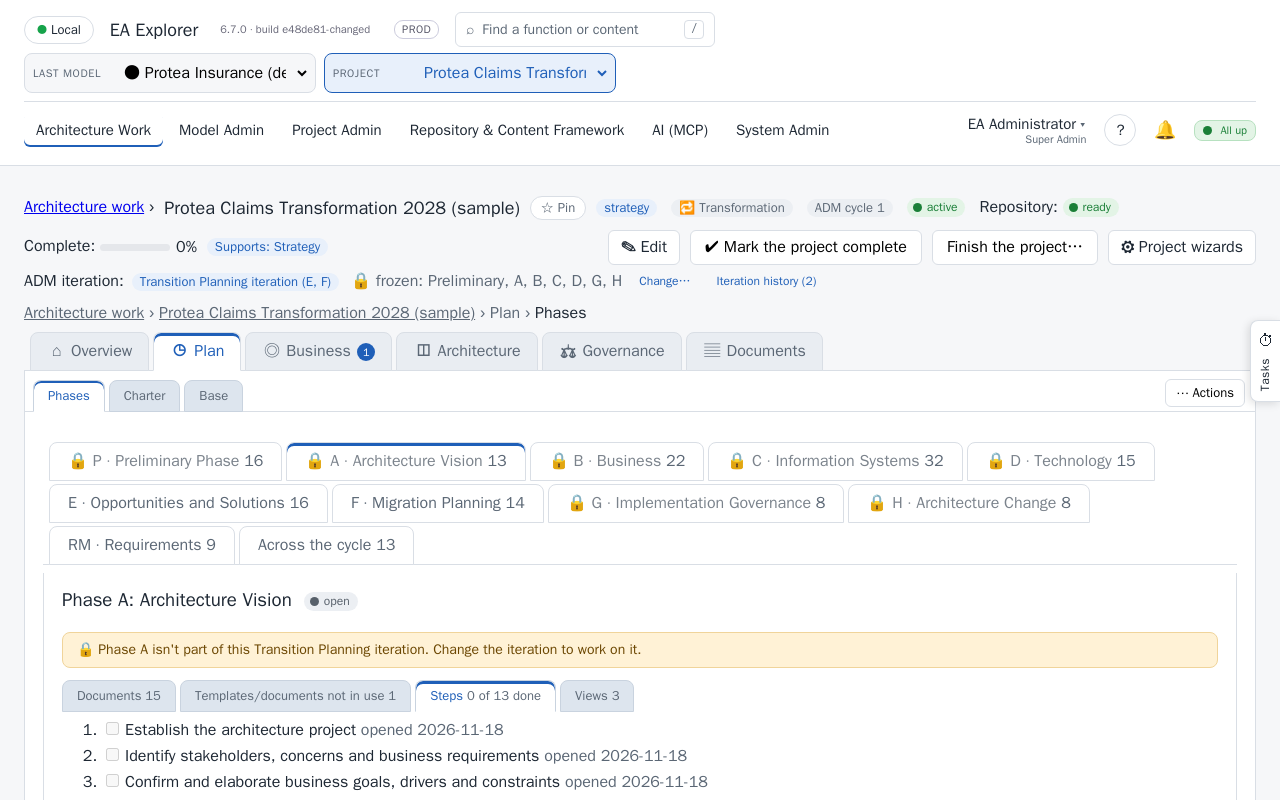 Local EA Explorer 6.7.0 · build e48de81-changed PROD Find a function or content /
LAST MODEL Protea Insurance (de PROJECT Protea Claims Transfor
Architecture Work Model Admin Project Admin Repository & Content Framework AI (MCP) System Admin EA Administrator ▾ ? All up
Super Admin
Architecture work › Protea Claims Transformation 2028 (sample) ☆ Pin strategy Transformation ADM cycle 1 active Repository: ready
Complete: 0% Supports: Strategy ✎ Edit ✔ Mark the project complete Finish the project⋯ ⚙ Project wizards
ADM iteration: Transition Planning iteration (E, F) 🔒 frozen: Preliminary, A, B, C, D, G, H Change⋯ Iteration history (2)
Architecture work › Protea Claims Transformation 2028 (sample) › Plan › Phases
Overview Plan Business 1 Architecture Governance Documents
Tasks
Phases Charter Base ⋯ Actions
🔒 P · Preliminary Phase 16 🔒 A · Architecture Vision 13 🔒 B · Business 22 🔒 C · Information Systems 32 🔒 D · Technology 15
E · Opportunities and Solutions 16 F · Migration Planning 14 🔒 G · Implementation Governance 8 🔒 H · Architecture Change 8
RM · Requirements 9 Across the cycle 13
Phase A: Architecture Vision open
🔒 Phase A isn't part of this Transition Planning iteration. Change the iteration to work on it.
Documents 15 Templates/documents not in use 1 Steps 0 of 13 done Views 3
1. Establish the architecture project opened 2026-11-18
2. Identify stakeholders, concerns and business requirements opened 2026-11-18
3. Confirm and elaborate business goals, drivers and constraints opened 2026-11-18